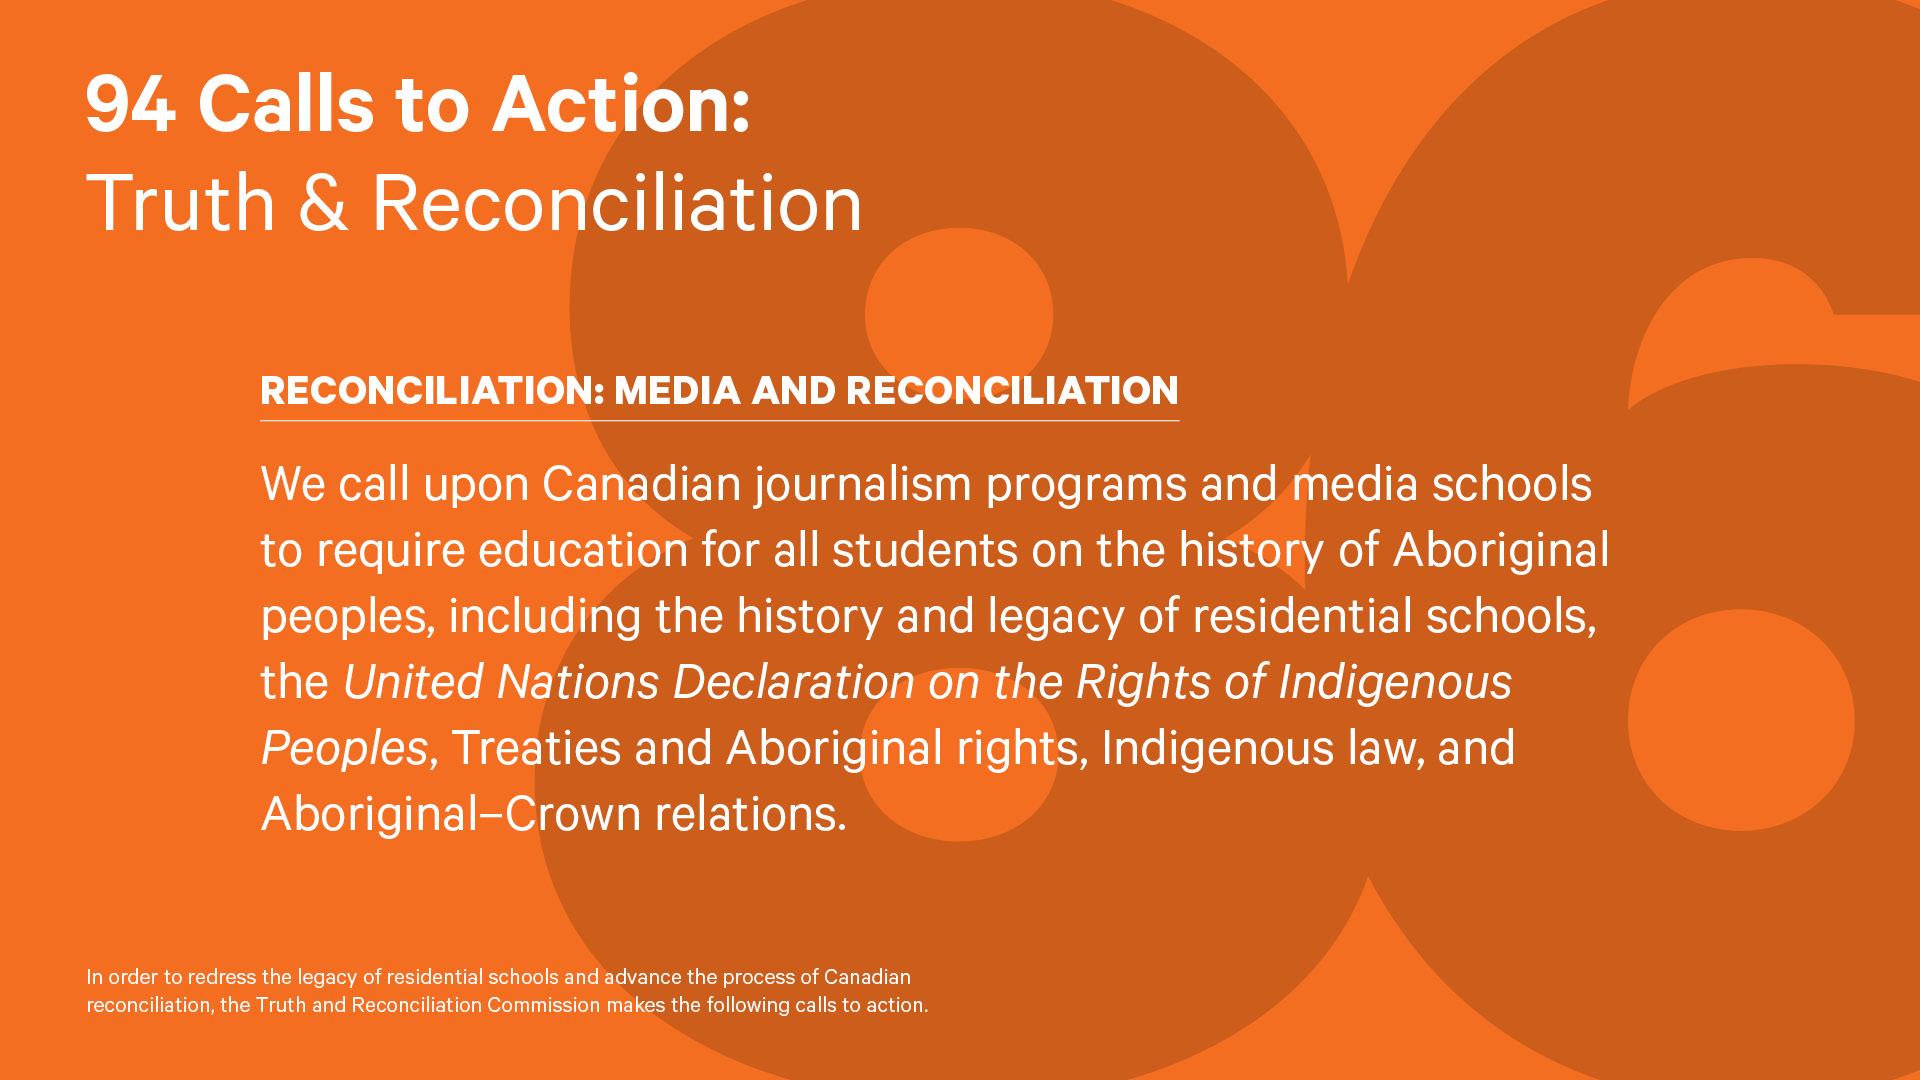 94 Calls to Action:
Truth & Reconciliation
86
RECONCILIATION: MEDIA AND RECONCILIATION
We call upon Canadian journalism programs and media schools
to require education for all students on the history of Aboriginal
peoples, including the history and legacy of residential schools,
the United Nations Declaration on the Rights of Indigenous
Peoples, Treaties and Aboriginal rights, Indigenous law, and
Aboriginal–Crown relations.
In order to redress the legacy of residential schools and advance the process of Canadian
reconciliation, the Truth and Reconciliation Commission makes the following calls to action.